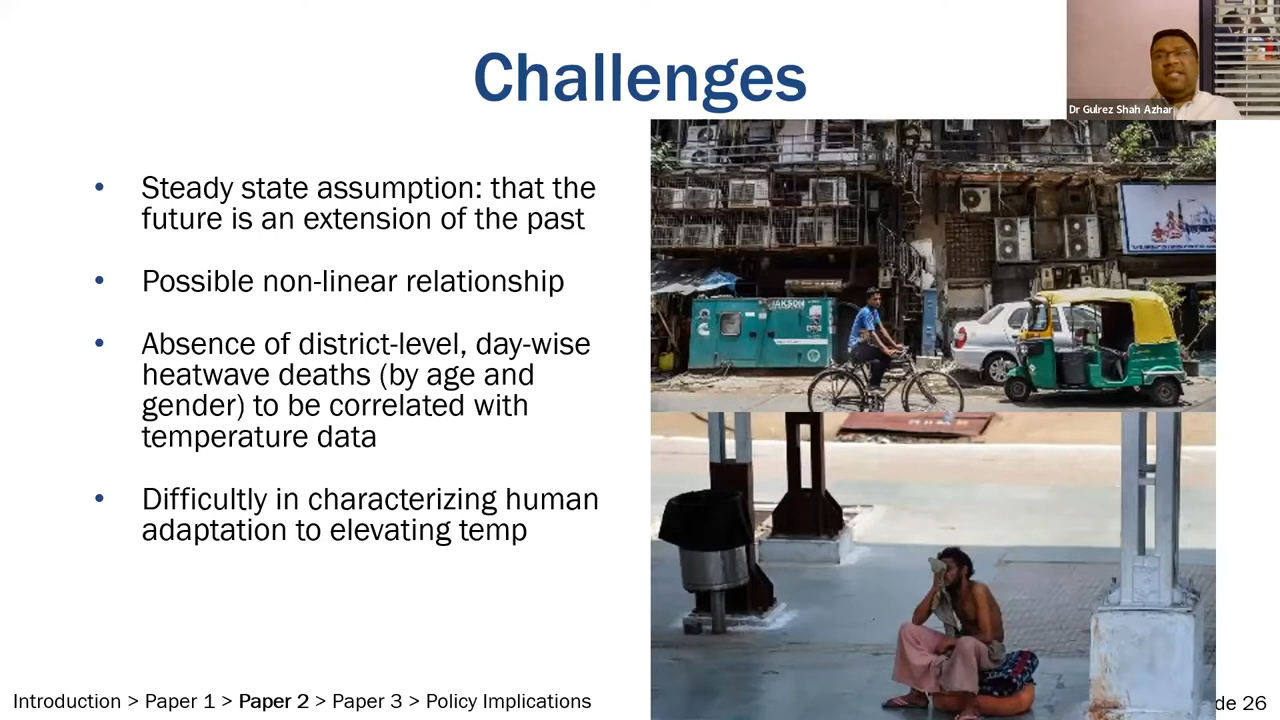 Challenges
Dr Gulrez Shah Azhar
• Steady state assumption: that the
future is an extension of the past
• Possible non-linear relationship
• Absence of district-level, day-wise
heatwave deaths (by age and
gender) to be correlated with
temperature data
• Difficultly in characterizing human
adaptation to elevating temp
JAKSON
Introduction > Paper 1 > Paper 2 > Paper 3 > Policy Implications
de 26